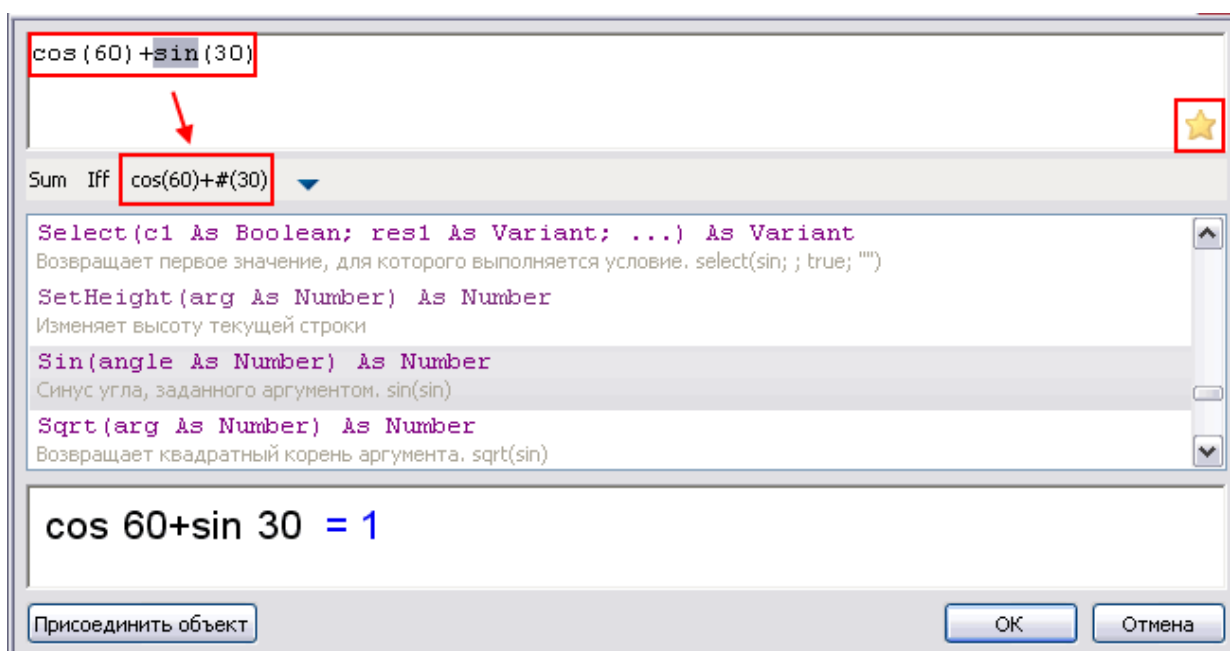 cos(60)+sin(30)
Sum Iff cos(60)+#(30)
Select(c1 As Boolean; res1 As Variant; ...) As Variant
Возвращает первое значение, для которого выполняется условие. select(sin; ; true; "")
SetHeight(arg As Number) As Number
Изменяет высоту текущей строки
Sin(angle As Number) As Number
Синус угла, заданного аргументом. sin(sin)
Sqrt(arg As Number) As Number
Возвращает квадратный корень аргумента. sqrt(sin)
cos 60+sin 30 = 1
Присоединить объект ОК Отмена